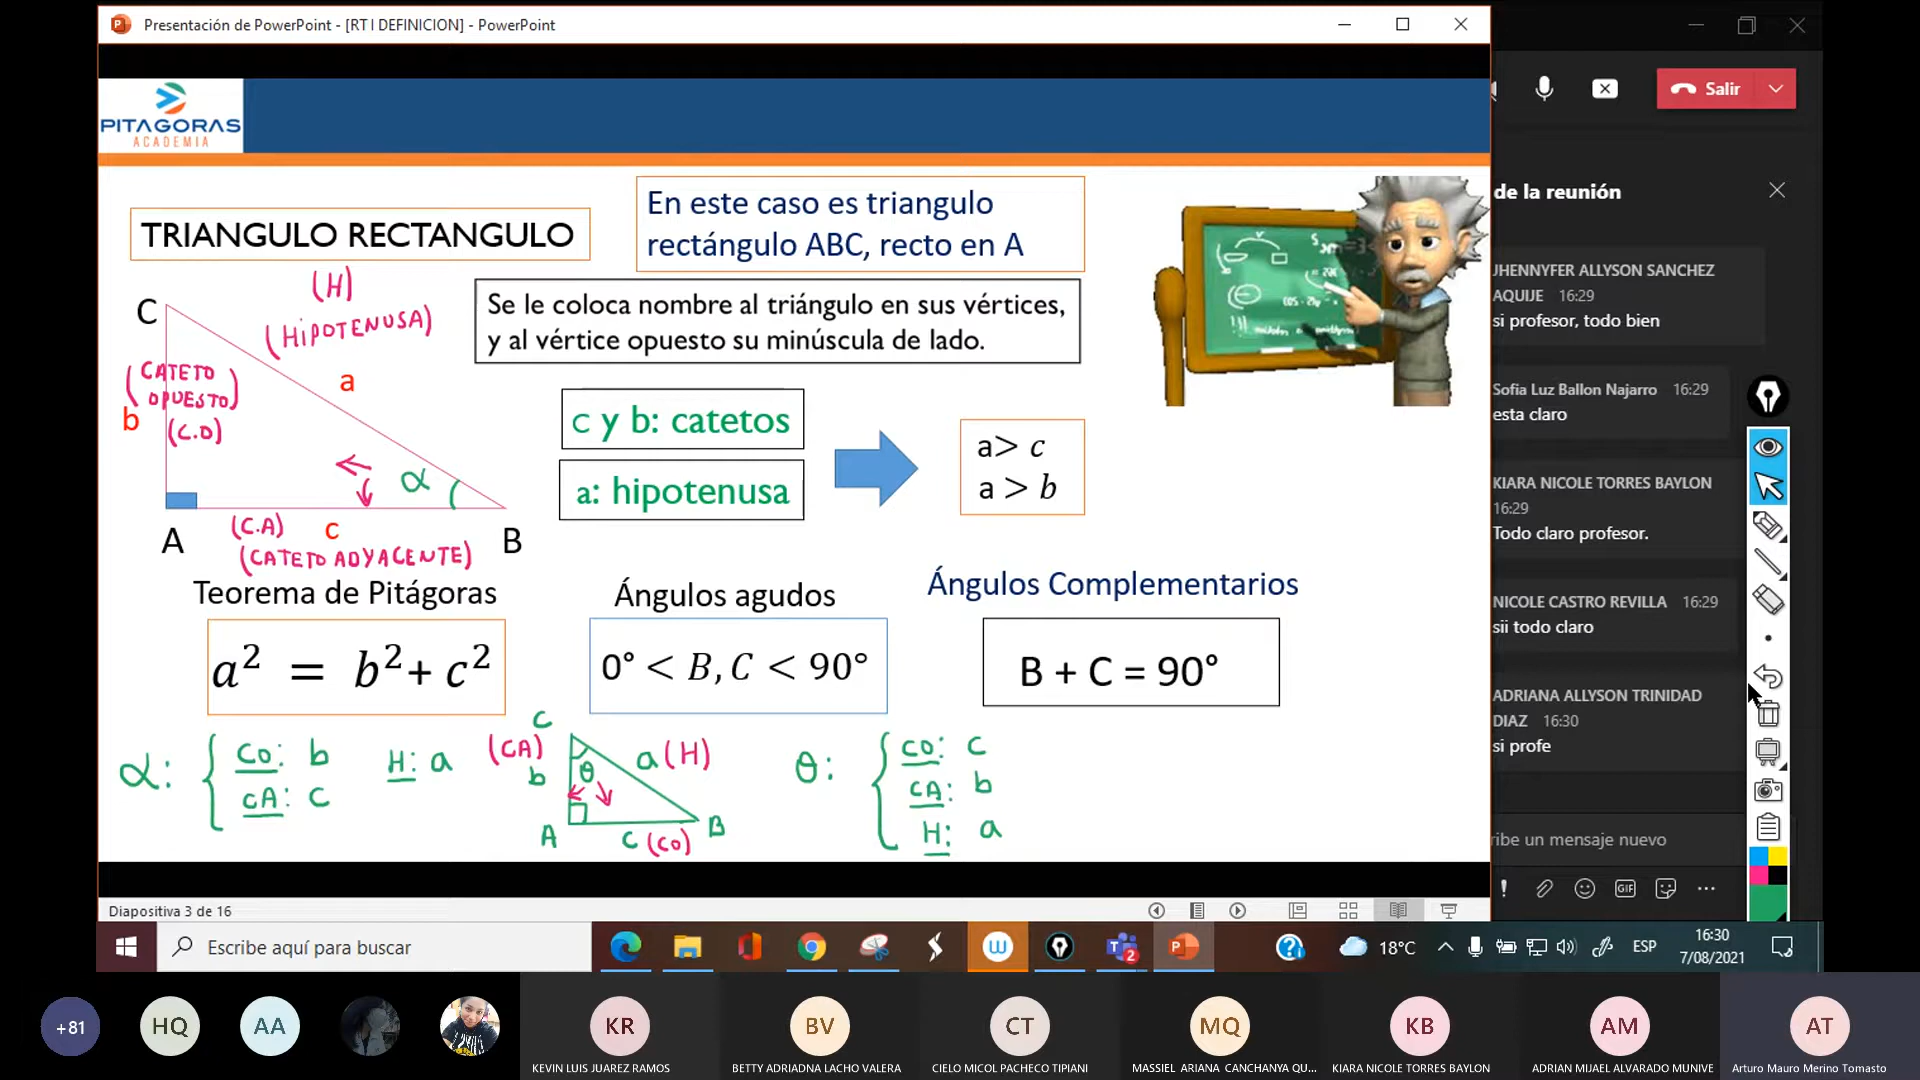 Presentación de PowerPoint - [RT I DEFINICION] - PowerPoint
Salir
PITAGORAS
ACADEMIA
TRIANGULO RECTANGULO
En este caso es triangulo
rectángulo ABC, recto en A
Se le coloca nombre al triángulo en sus vértices,
y al vértice opuesto su minúscula de lado.
(H)
(HIPOTENUSA)
C
(CATETO
OPUESTO)
a
b
(C.O)
α
(C.A)
c
A
B
(CATETO ADYACENTE)
c y b: catetos
a: hipotenusa
a> c
a > b
Teorema de Pitágoras
a² = b²+ c²
Ángulos agudos
0° < B, C < 90°
Ángulos Complementarios
B + C = 90°
α: { CO: b
CA: c
H: a
C
(CA)
b
θ
a (H)
A
c (CO)
B
θ: { CO: c
CA: b
H: a
de la reunión
JHENNYFER ALLYSON SANCHEZ
AQUIJE 16:29
si profesor, todo bien
Sofia Luz Ballon Najarro 16:29
esta claro
KIARA NICOLE TORRES BAYLON
16:29
Todo claro profesor.
NICOLE CASTRO REVILLA 16:29
sii todo claro
ADRIANA ALLYSON TRINIDAD
DIAZ 16:30
si profe
ribe un mensaje nuevo
GIF
Diapositiva 3 de 16
Escribe aquí para buscar
18°C
ESP
16:30
7/08/2021
+81
HQ
AA
KR
KEVIN LUIS JUAREZ RAMOS
BV
BETTY ADRIADNA LACHO VALERA
CT
CIELO MICOL PACHECO TIPIANI
MQ
MASSIEL ARIANA CANCHANYA QU...
KB
KIARA NICOLE TORRES BAYLON
AM
ADRIAN MIJAEL ALVARADO MUNIVE
AT
Arturo Mauro Merino Tomasto